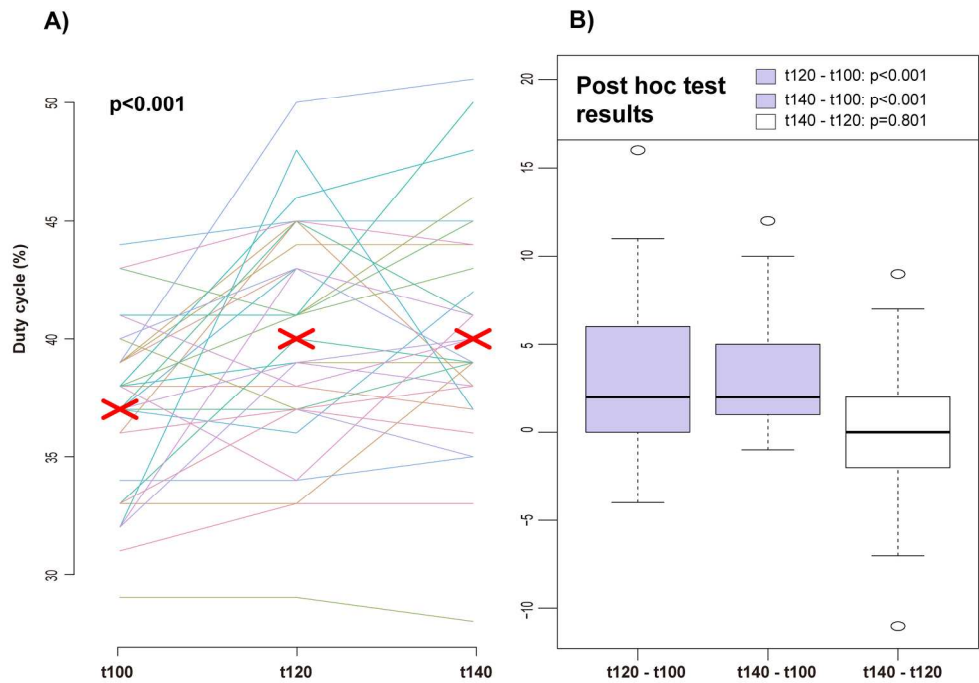 A)
p<0.001
Duty cycle (%)
50
45
40
35
30
t100
t120
t140
B)
Post hoc test
results
t120 - t100: p<0.001
t140 - t100: p<0.001
t140 - t120: p=0.801
20
15
10
5
0
-5
-10
t120 - t100
t140 - t100
t140 - t120